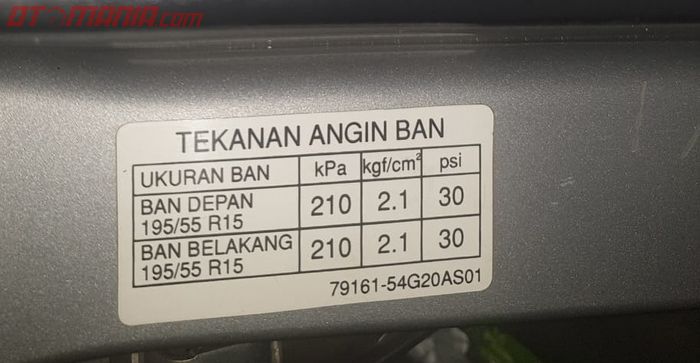 OTOMANIA.com
TEKANAN ANGIN BAN
UKURAN BAN kPa kgf/cm² psi
BAN DEPAN
195/55 R15 210 2.1 30
BAN BELAKANG
195/55 R15 210 2.1 30
79161-54G20AS01